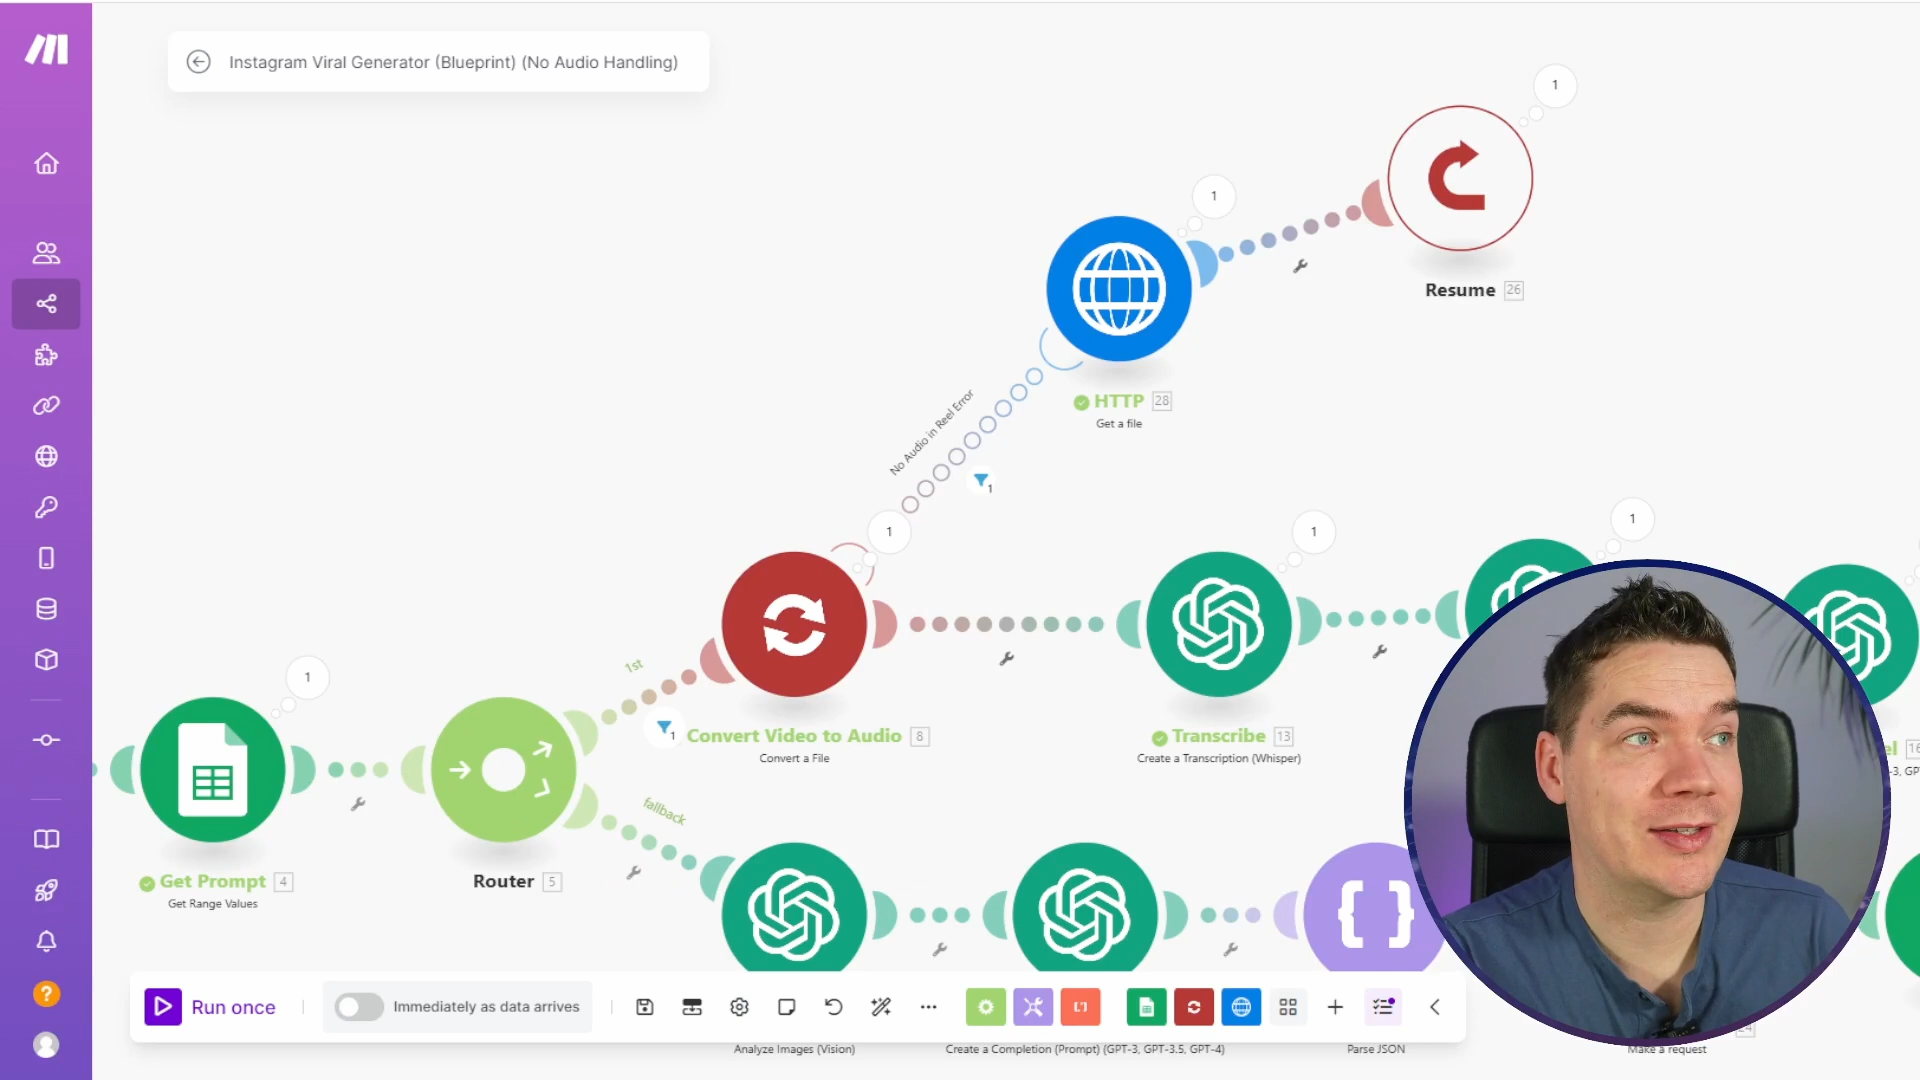 Instagram Viral Generator (Blueprint) (No Audio Handling)
1
1
Resume 26
HTTP 28
Get a file
No Audio in Reel Error
1
1
1
1
1st
1
Convert Video to Audio 8
Convert a File
Transcribe 13
Create a Transcription (Whisper)
1
fallback
Get Prompt 4
Get Range Values
Router 5
Run once
Immediately as data arrives
Analyze Images (Vision)
Create a Completion (Prompt) (GPT-3, GPT-3.5, GPT-4)
Parse JSON
Make a request